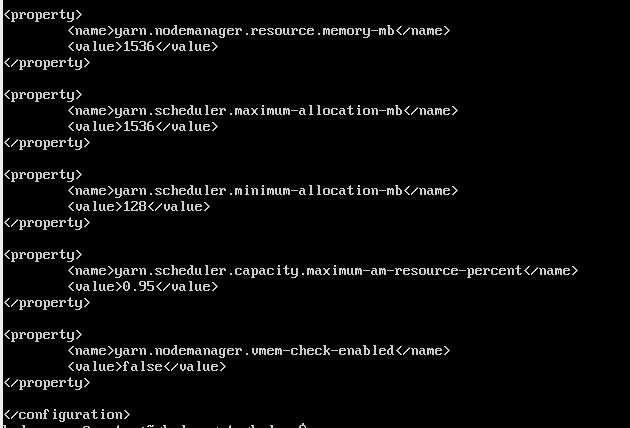 <property>
<name>yarn.nodemanager.resource.memory-mb</name>
<value>1536</value>
</property>
<property>
<name>yarn.scheduler.maximum-allocation-mb</name>
<value>1536</value>
</property>
<property>
<name>yarn.scheduler.minimum-allocation-mb</name>
<value>128</value>
</property>
<property>
<name>yarn.scheduler.capacity.maximum-am-resource-percent</name>
<value>0.95</value>
</property>
<property>
<name>yarn.nodemanager.vmem-check-enabled</name>
<value>false</value>
</property>
</configuration>